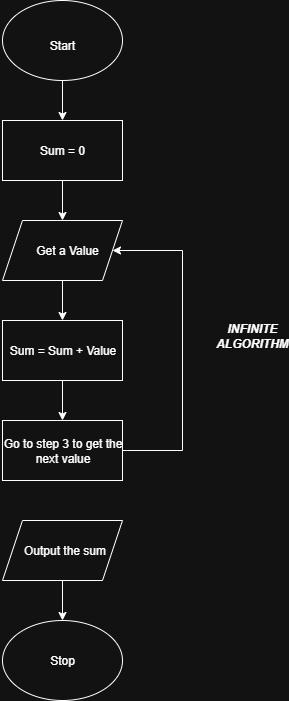 Start
Sum = 0
Get a Value
INFINITE
ALGORITHM
Sum = Sum + Value
Go to step 3 to get the
next value
Output the sum
Stop